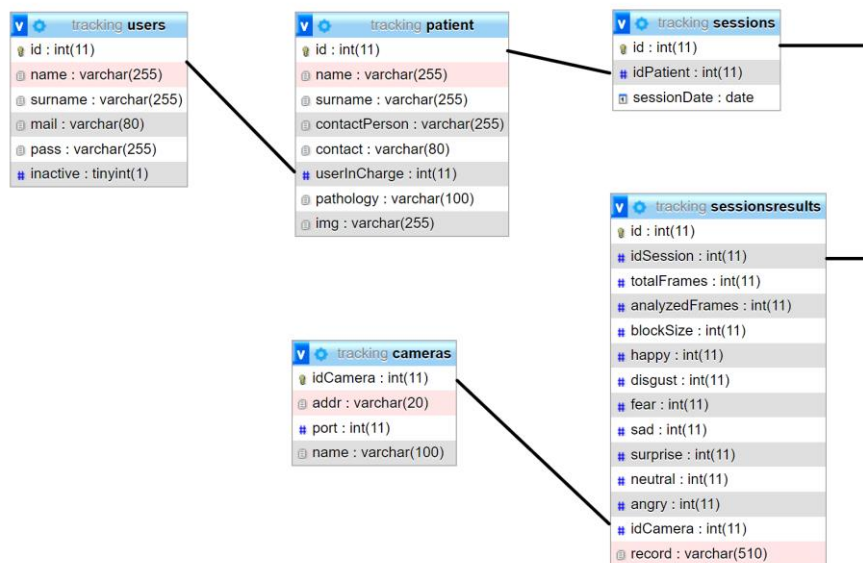 tracking users
id : int(11)
name : varchar(255)
surname : varchar(255)
mail : varchar(80)
pass : varchar(255)
# inactive : tinyint(1)
tracking patient
id : int(11)
name : varchar(255)
surname : varchar(255)
contactPerson : varchar(255)
contact : varchar(80)
# userInCharge : int(11)
pathology : varchar(100)
img : varchar(255)
tracking sessions
id : int(11)
# idPatient : int(11)
sessionDate : date
tracking cameras
idCamera : int(11)
addr : varchar(20)
# port : int(11)
name : varchar(100)
tracking sessionsresults
id : int(11)
# idSession : int(11)
# totalFrames : int(11)
# analyzedFrames : int(11)
# blockSize : int(11)
# happy : int(11)
# disgust : int(11)
# fear : int(11)
# sad : int(11)
# surprise : int(11)
# neutral : int(11)
# angry : int(11)
# idCamera : int(11)
record : varchar(510)